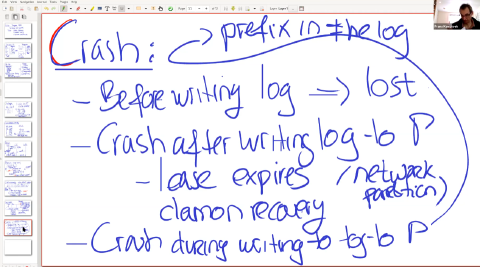 Crash: → prefix in the log
- Before writing log ⇒ lost
- Crash after writing log to P
- lease expires (network partition)
demon recovery
- Crash during writing to log to P